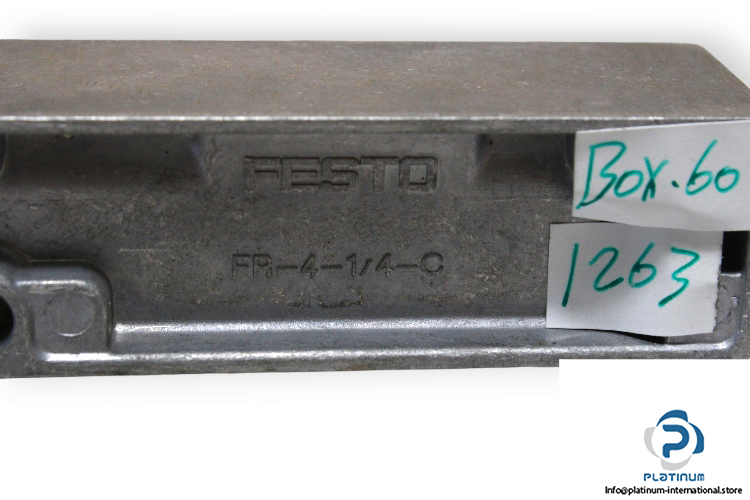 FESTO
Box.60
FR-4-1/4-C
1263
PLATINUM
Info@platinum-international.store